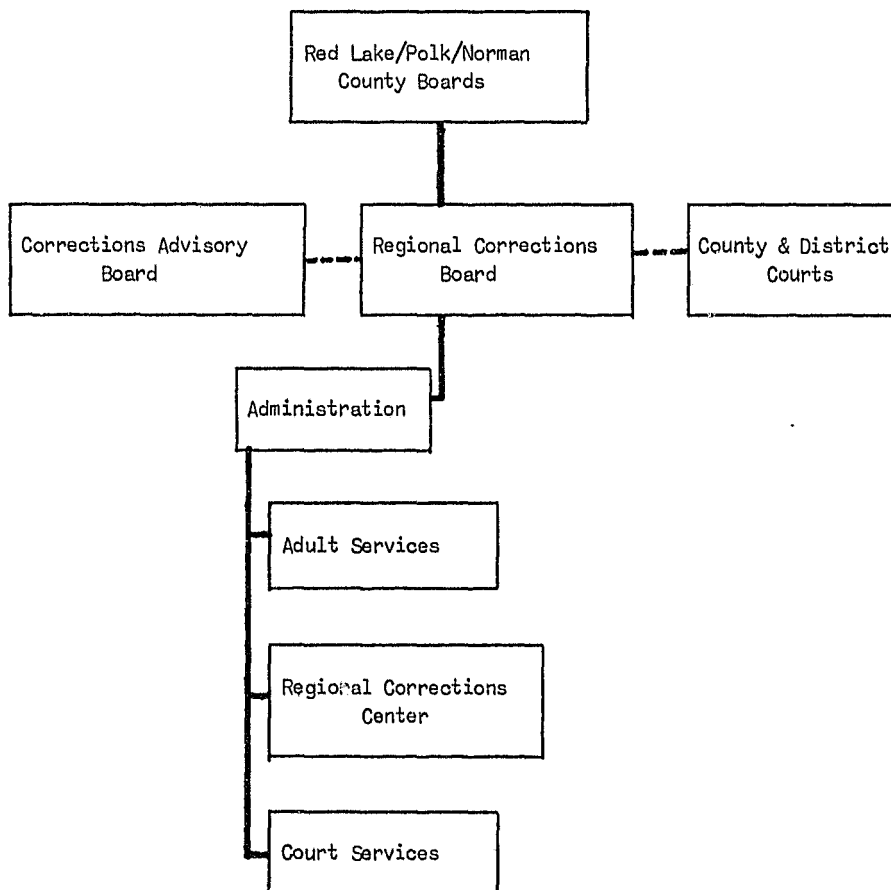 Red Lake/Polk/Norman
County Boards
Corrections Advisory
Board
Regional Corrections
Board
County & District
Courts
Administration
Adult Services
Regional Corrections
Center
Court Services